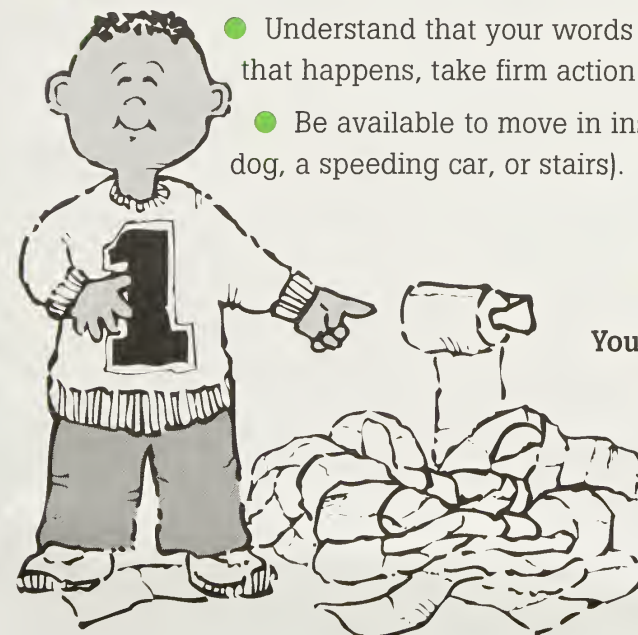 ● Understand that your words
that happens, take firm action
● Be available to move in
dog, a speeding car, or stairs).
1
You